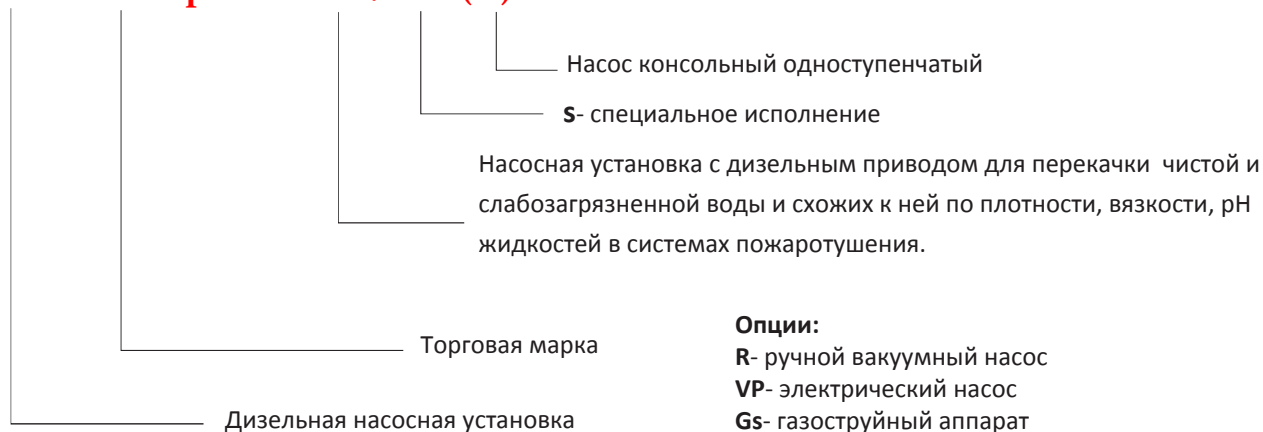 Насос консольный одноступенчатый
S- специальное исполнение
Насосная установка с дизельным приводом для перекачки чистой и
слабозагрязненной воды и схожих к ней по плотности, вязкости, pH
жидкостей в системах пожаротушения.
Торговая марка
Дизельная насосная установка
Опции:
R- ручной вакуумный насос
VP- электрический насос
Gs- газоструйный аппарат